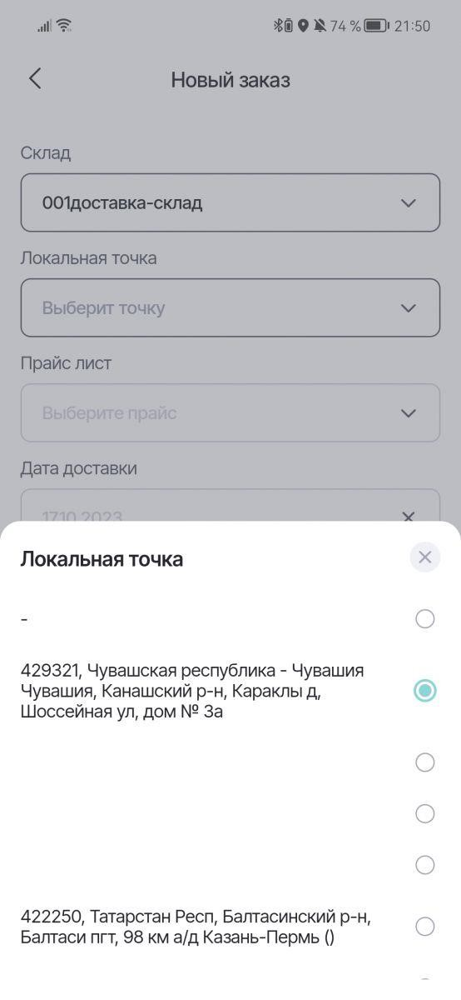 74 % 21:50
Новый заказ
Склад
001доставка-склад
Локальная точка
Выберит точку
Прайс лист
Выберите прайс
Дата доставки
17.10.2023
Локальная точка
-
429321, Чувашская республика - Чувашия
Чувашия, Канашский р-н, Караклы д,
Шоссейная ул, дом № 3а
422250, Татарстан Респ, Балтасинский р-н,
Балтаси пгт, 98 км а/д Казань-Пермь ()